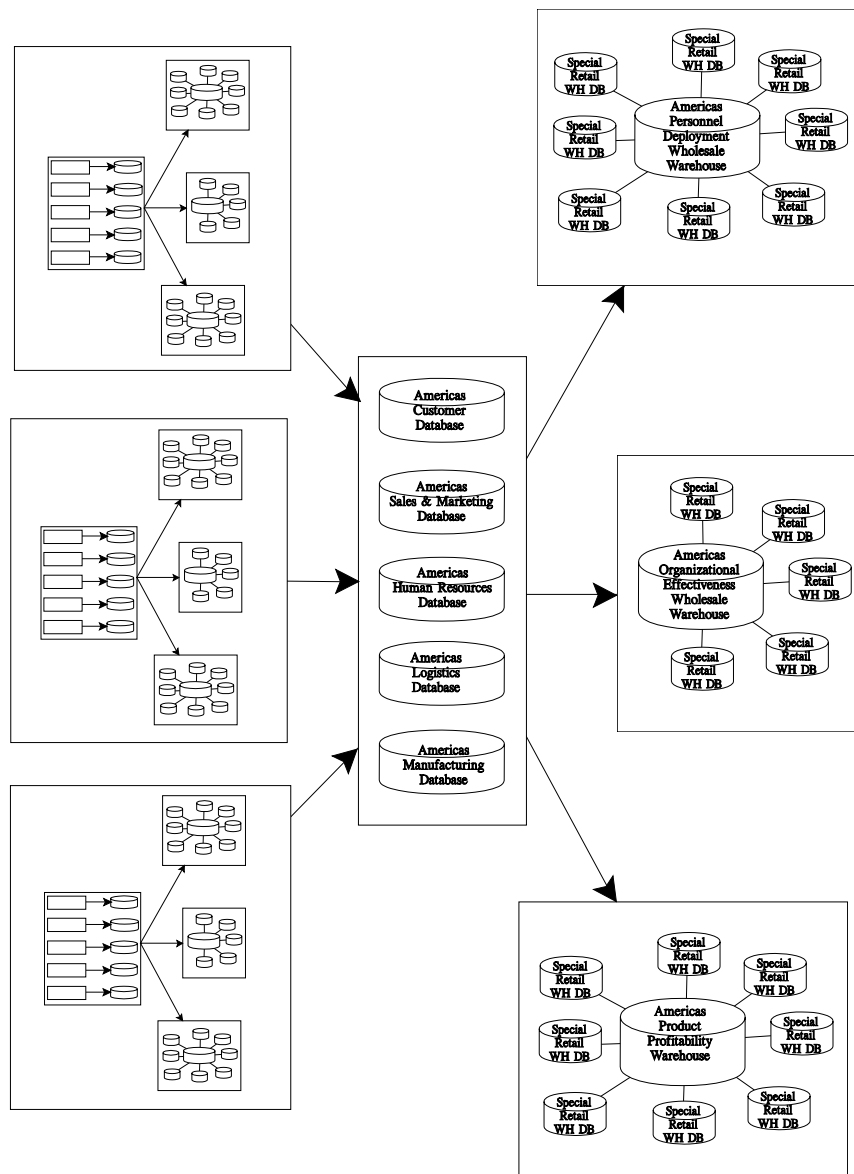 Special
Retail
WH DB
Special
Retail
WH DB
Special
Retail
WH DB
Americas
Personnel
Deployment
Wholesale
Warehouse
Special
Retail
WH DB
Special
Retail
WH DB
Special
Retail
WH DB
Special
Retail
WH DB
Special
Retail
WH DB
Americas
Customer
Database
Americas
Sales & Marketing
Database
Americas
Human Resources
Database
Americas
Logistics
Database
Americas
Manufacturing
Database
Special
Retail
WH DB
Special
Retail
WH DB
Americas
Organizational
Effectiveness
Wholesale
Warehouse
Special
Retail
WH DB
Special
Retail
WH DB
Special
Retail
WH DB
Special
Retail
WH DB
Special
Retail
WH DB
Special
Retail
WH DB
Americas
Product
Profitability
Warehouse
Special
Retail
WH DB
Special
Retail
WH DB
Special
Retail
WH DB
Special
Retail
WH DB
Special
Retail
WH DB